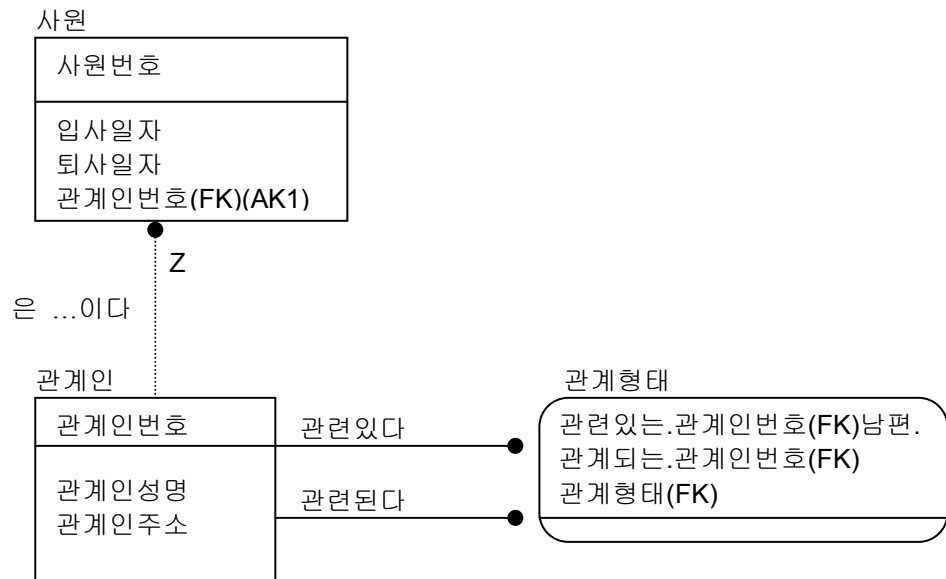 사원
사원번호
입사일자
퇴사일자
관계인번호(FK)(AK1)
Z
은 ...이다
관계인
관계인번호
관계인성명
관계인주소
관련있다
관련된다
관계형태
관련있는.관계인번호(FK)남편.
관계되는.관계인번호(FK)
관계형태(FK)